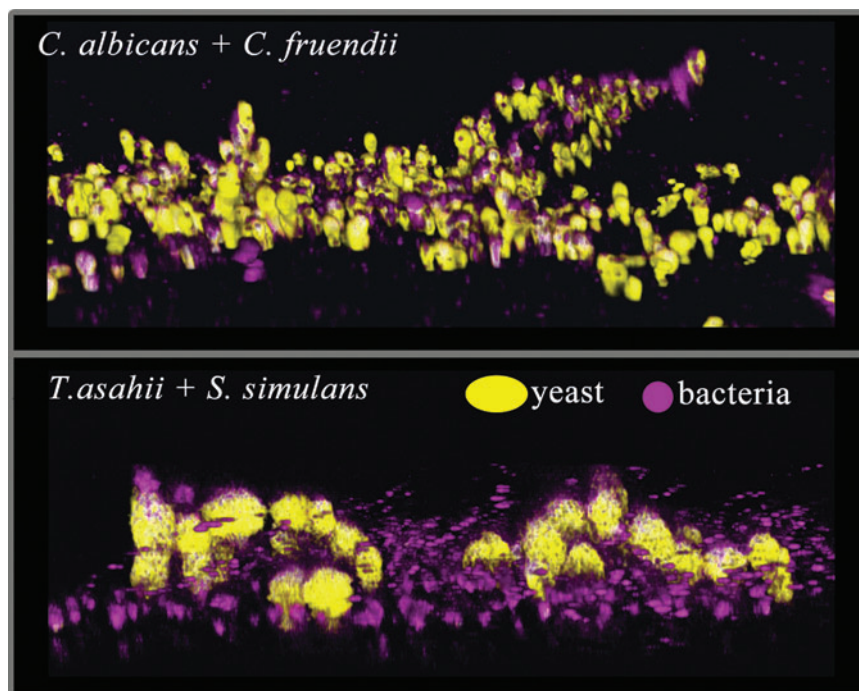 C. albicans + C. fruendii
T.asahii + S. simulans
yeast
bacteria